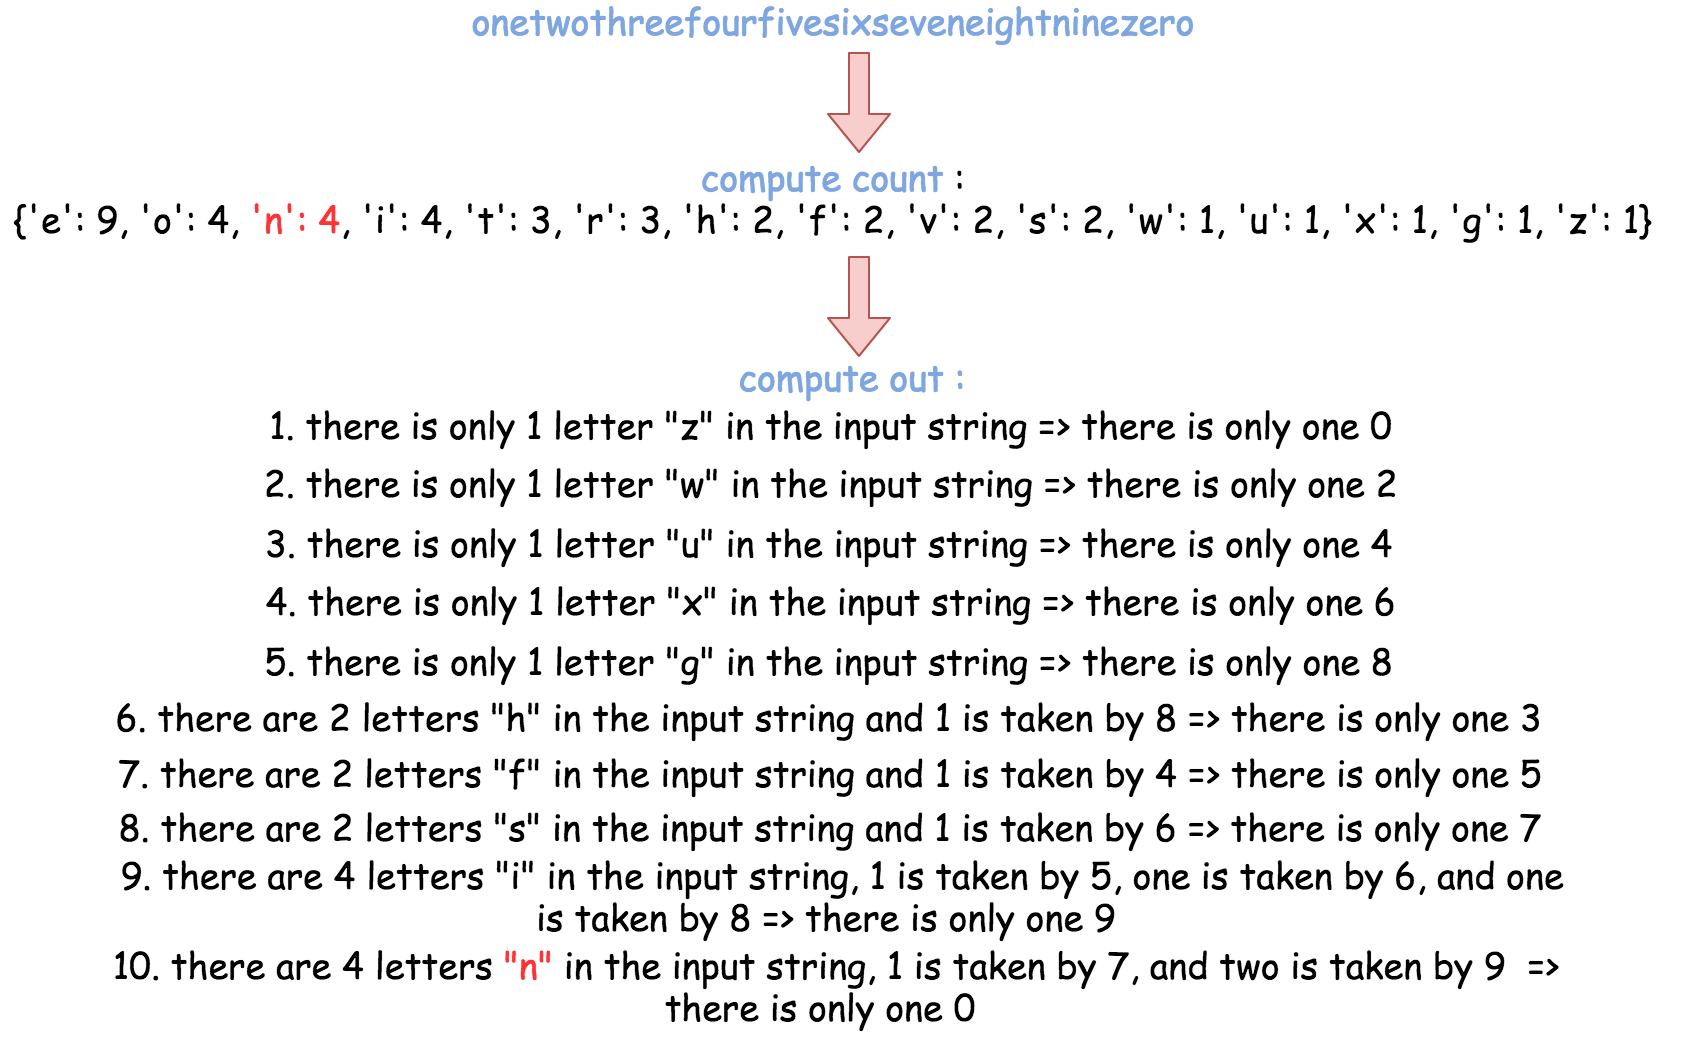 onetwothreefourfivesixseveneightninezero
compute count :
{'e': 9, 'o': 4, 'n': 4, 'i': 4, 't': 3, 'r': 3, 'h': 2, 'f': 2, 'v': 2, 's': 2, 'w': 1, 'u': 1, 'x': 1, 'g': 1, 'z': 1}
compute out :
1. there is only 1 letter "z" in the input string => there is only one 0
2. there is only 1 letter "w" in the input string => there is only one 2
3. there is only 1 letter "u" in the input string => there is only one 4
4. there is only 1 letter "x" in the input string => there is only one 6
5. there is only 1 letter "g" in the input string => there is only one 8
6. there are 2 letters "h" in the input string and 1 is taken by 8 => there is only one 3
7. there are 2 letters "f" in the input string and 1 is taken by 4 => there is only one 5
8. there are 2 letters "s" in the input string and 1 is taken by 6 => there is only one 7
9. there are 4 letters "i" in the input string, 1 is taken by 5, one is taken by 6, and one
is taken by 8 => there is only one 9
10. there are 4 letters "n" in the input string, 1 is taken by 7, and two is taken by 9 =>
there is only one 0